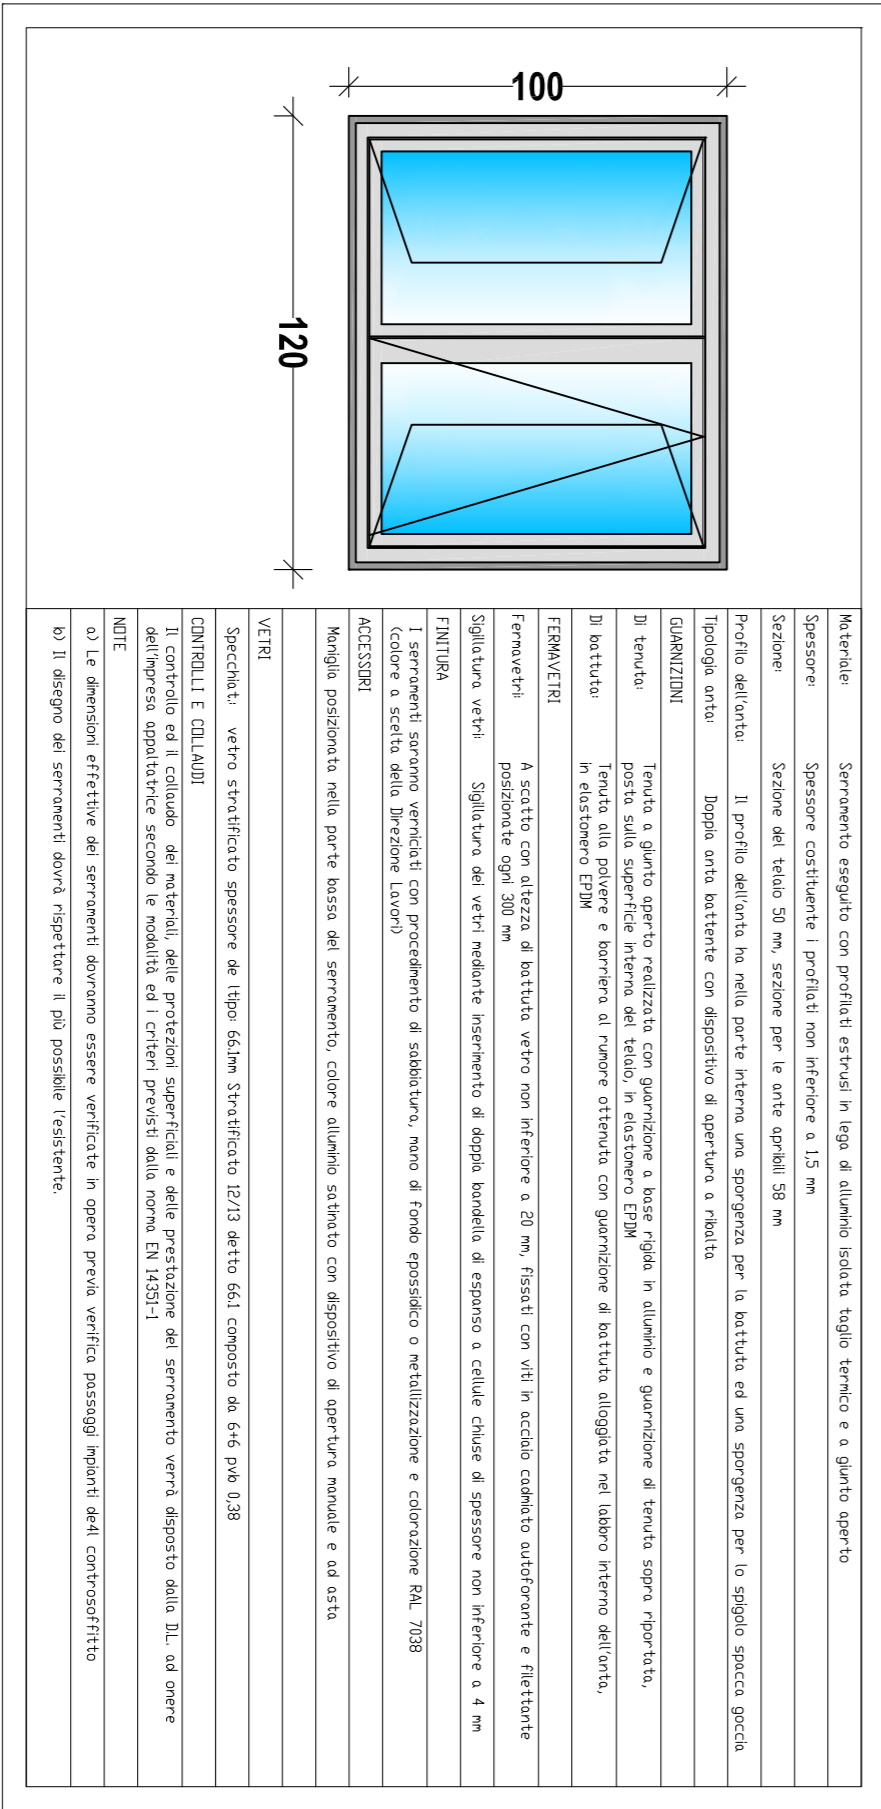 100
120
Materiale: Serramento eseguito con profilati estrusi in lega di alluminio isolata taglio termico e a giunto aperto
Spessore: Spessore costituente i profilati non inferiore a 1,5 mm
Sezione: Sezione del telaio 50 mm, sezione per le ante apribili 58 mm
Profilo dell'anta: Il profilo dell'anta ha nella parte interna una sporgenza per la battuta ed una sporgenza per lo spigolo spacca goccia
Tipologia anta: Doppia anta battente con dispositivo di apertura a ribalta
GUARNIZIONI
Di tenuta: Tenuta a giunto aperto realizzata con guarnizione a base rigida in alluminio e guarnizione di tenuta sopra riportata,
posta sulla superficie interna del telaio, in elastomero EPDM
Di battuta: Tenuta alla polvere e barriera al rumore ottenuta con guarnizione di battuta alloggiata nel labbro interno dell'anta,
in elastomero EPDM
FERMAVETRI
Fermavetri: A scatto con altezza di battuta vetro non inferiore a 20 mm, fissati con viti in acciaio cadmiato autoforante e filettante
posizionate ogni 300 mm
Sigillatura vetri: Sigillatura dei vetri mediante inserimento di doppia bandella di espanso a cellule chiuse di spessore non inferiore a 4 mm
FINITURA
I serramenti saranno verniciati con procedimento di sabbiatura, mano di fondo epossidico o metallizzazione e colorazione RAL 7038
(colore a scelta della Direzione Lavori)
ACCESSORI
Maniglia posizionata nella parte bassa del serramento, colore alluminio satinato con dispositivo di apertura manuale e ad asta
VETRI
Specchiat.: vetro stratificato spessore de ltipo: 66.1mm Stratificato 12/13 detto 66.1 composto da 6+6 pvb 0,38
CONTROLLI E COLLAUDI
Il controllo ed il collaudo dei materiali, delle protezioni superficiali e delle prestazione del serramento verrà disposto dalla D.L. ad onere
dell'impresa appaltatrice secondo le modalità ed i criteri previsti dalla norma EN 14351-1
NOTE
a) Le dimensioni effettive dei serramenti dovranno essere verificate in opera previa verifica passaggi impianti de4l controsoffitto
b) Il disegno dei serramenti dovrà rispettare il più possibile l'esistente.